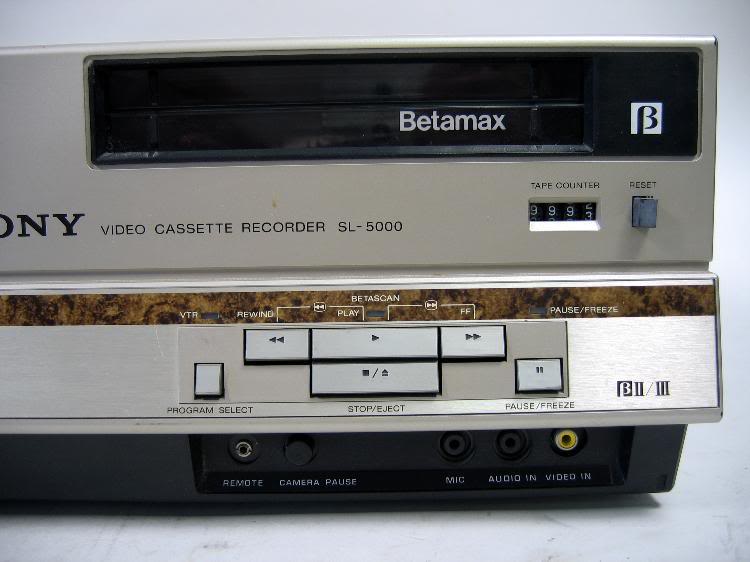 Betamax
β
TAPE COUNTER
RESET
ONY
VIDEO CASSETTE RECORDER SL-5000
BETASCAN
VTR
REWIND
PLAY
FF
PAUSE/FREEZE
PROGRAM SELECT
STOP/EJECT
PAUSE/FREEZE
βII/III
REMOTE
CAMERA PAUSE
MIC
AUDIO IN
VIDEO IN